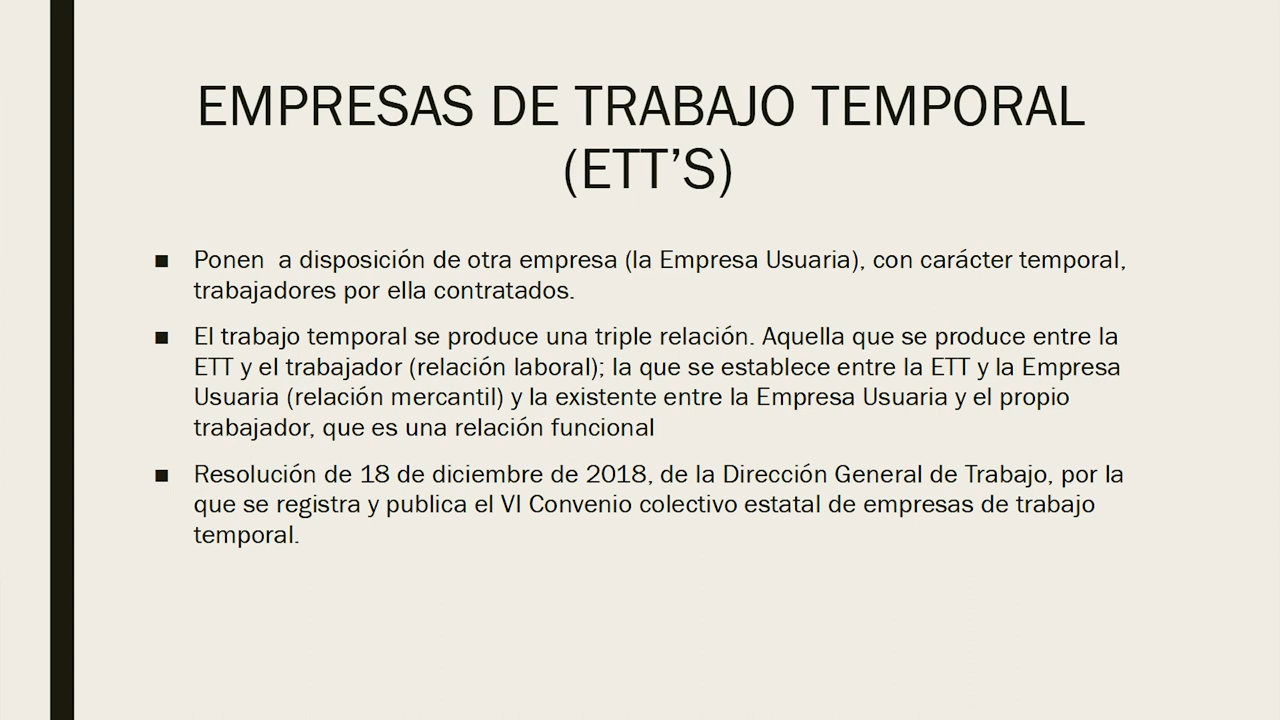 EMPRESAS DE TRABAJO TEMPORAL
(ETT’S)
■ Ponen  a disposición de otra empresa (la Empresa Usuaria), con carácter temporal,
trabajadores por ella contratados.
■ El trabajo temporal se produce una triple relación. Aquella que se produce entre la
ETT y el trabajador (relación laboral); la que se establece entre la ETT y la Empresa
Usuaria (relación mercantil) y la existente entre la Empresa Usuaria y el propio
trabajador, que es una relación funcional
■ Resolución de 18 de diciembre de 2018, de la Dirección General de Trabajo, por la
que se registra y publica el VI Convenio colectivo estatal de empresas de trabajo
temporal.